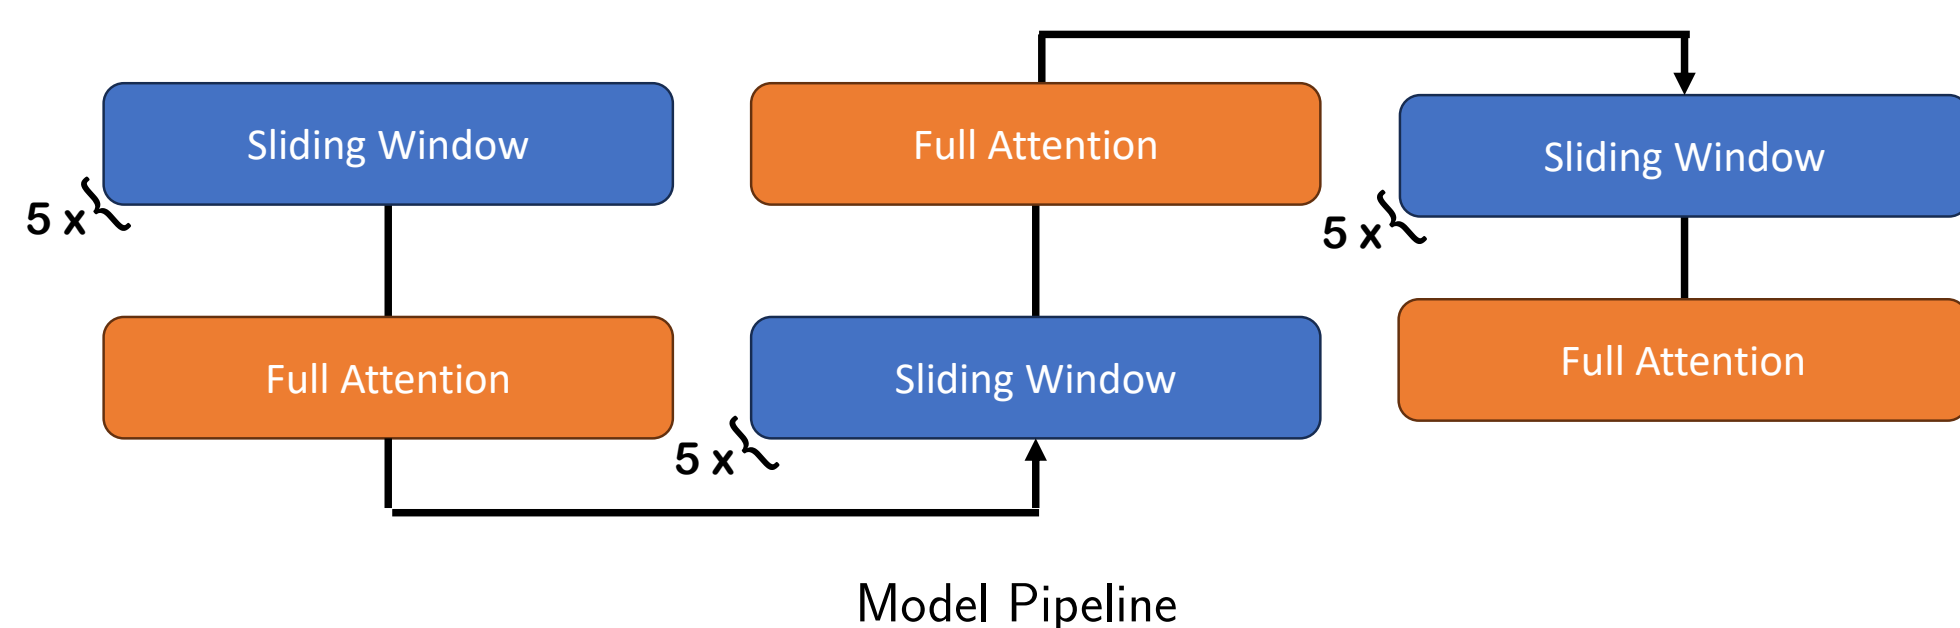 Sliding Window
5 x
Full Attention
5 x
Sliding Window
Full Attention
5 x
Sliding Window
Full Attention
Model Pipeline